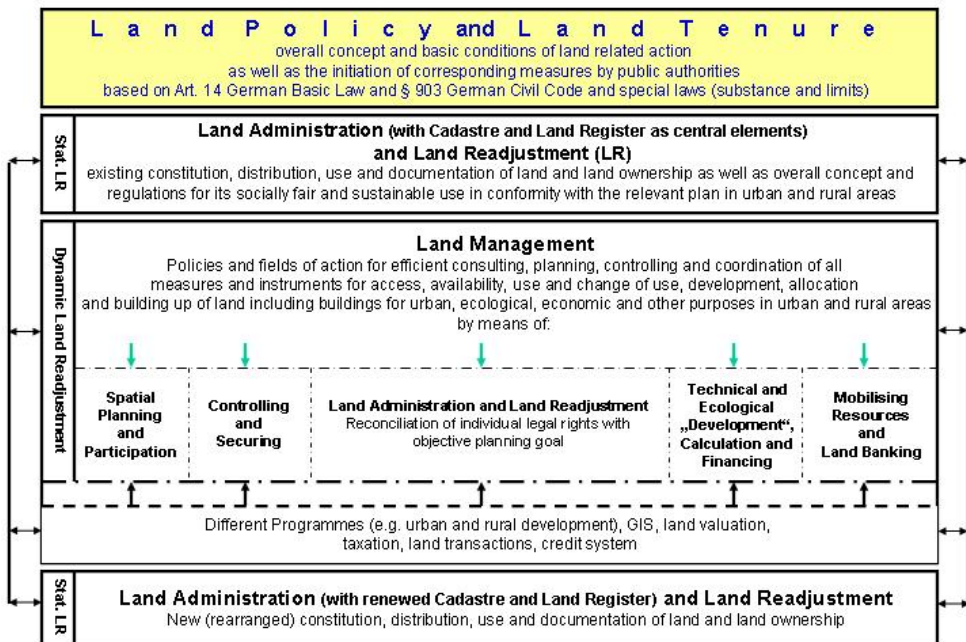 Land Policy and Land Tenure
overall concept and basic conditions of land related action
as well as the initiation of corresponding measures by public authorities
based on Art. 14 German Basic Law and § 903 German Civil Code and special laws (substance and limits)
Stat. LR
Land Administration (with Cadastre and Land Register as central elements)
and Land Readjustment (LR)
existing constitution, distribution, use and documentation of land and land ownership as well as overall concept and
regulations for its socially fair and sustainable use in conformity with the relevant plan in urban and rural areas
Dynamic Land Readjustment
Land Management
Policies and fields of action for efficient consulting, planning, controlling and coordination of all
measures and instruments for access, availability, use and change of use, development, allocation
and building up of land including buildings for urban, ecological, economic and other purposes in urban and rural areas
by means of:
Spatial
Planning
and
Participation
Controlling
and
Securing
Land Administration and Land Readjustment
Reconciliation of individual legal rights with
objective planning goal
Technical and
Ecological
„Development“,
Calculation and
Financing
Mobilising
Resources
and
Land Banking
Different Programmes (e.g. urban and rural development), GIS, land valuation,
taxation, land transactions, credit system
Stat. LR
Land Administration (with renewed Cadastre and Land Register) and Land Readjustment
New (rearranged) constitution, distribution, use and documentation of land and land ownership